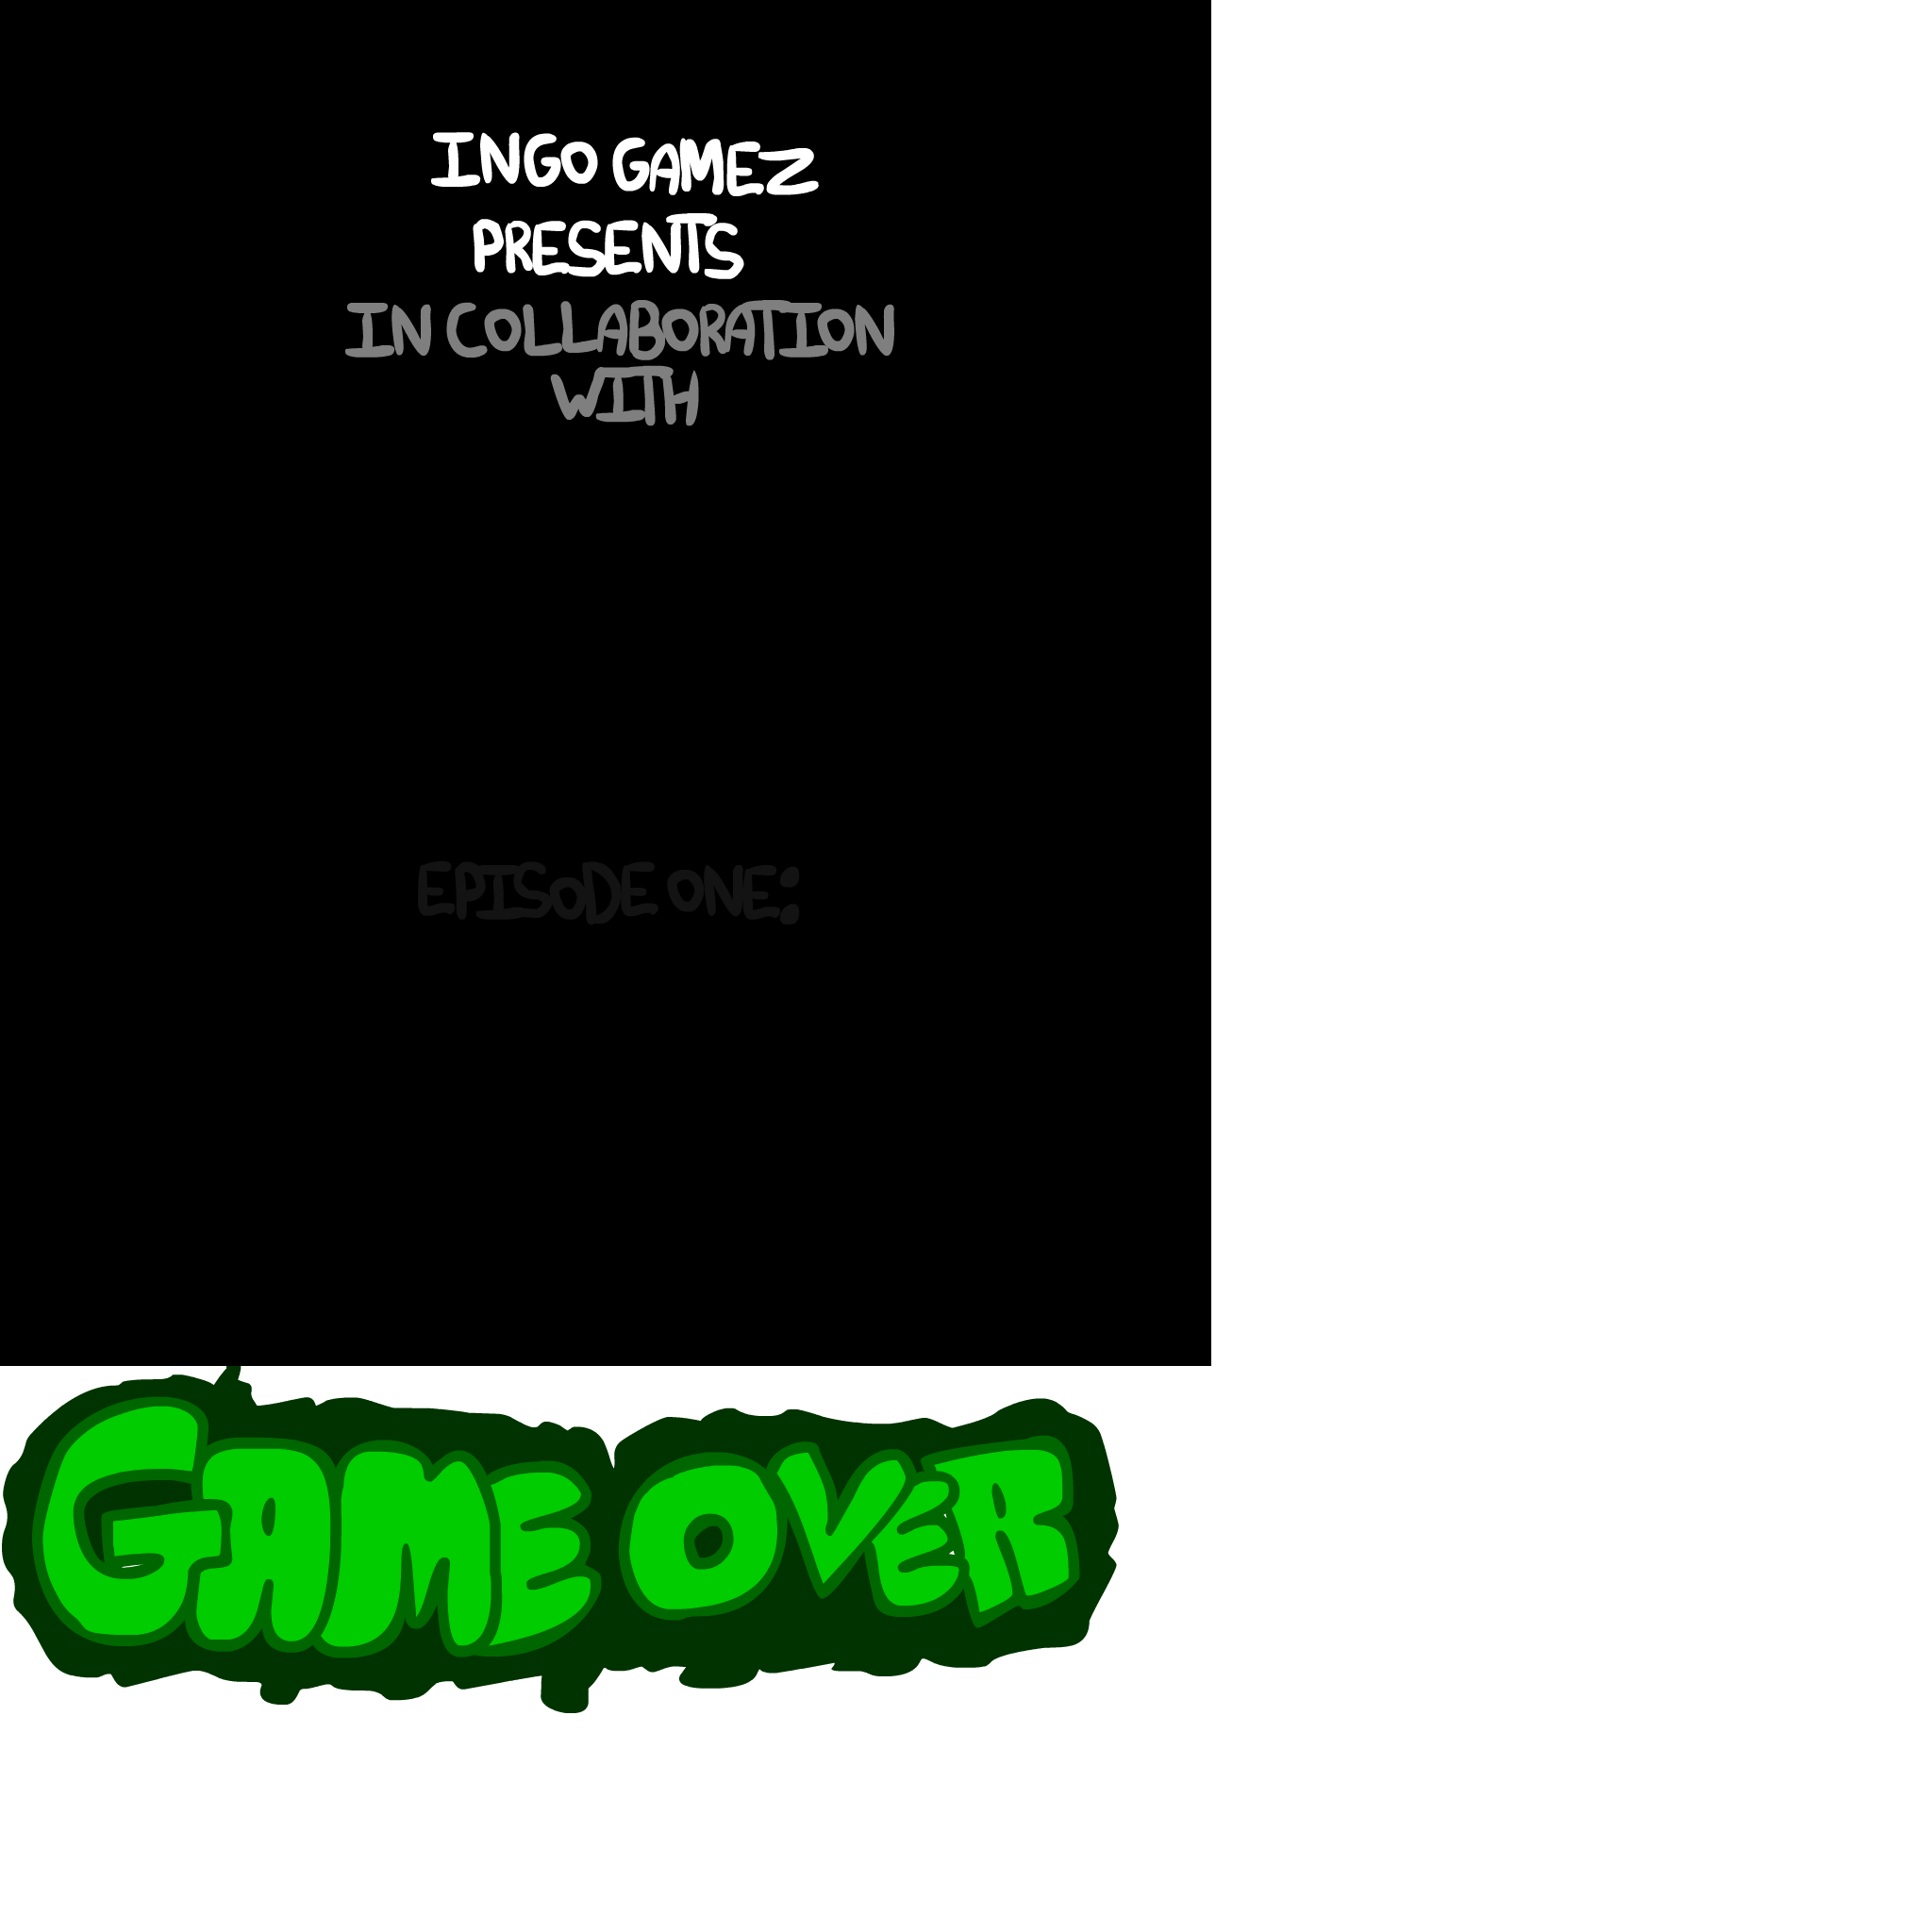 INGO GAMEZ
PRESENTS
IN COLLABORATION
WITH
EPISODE ONE:
GAME OVER